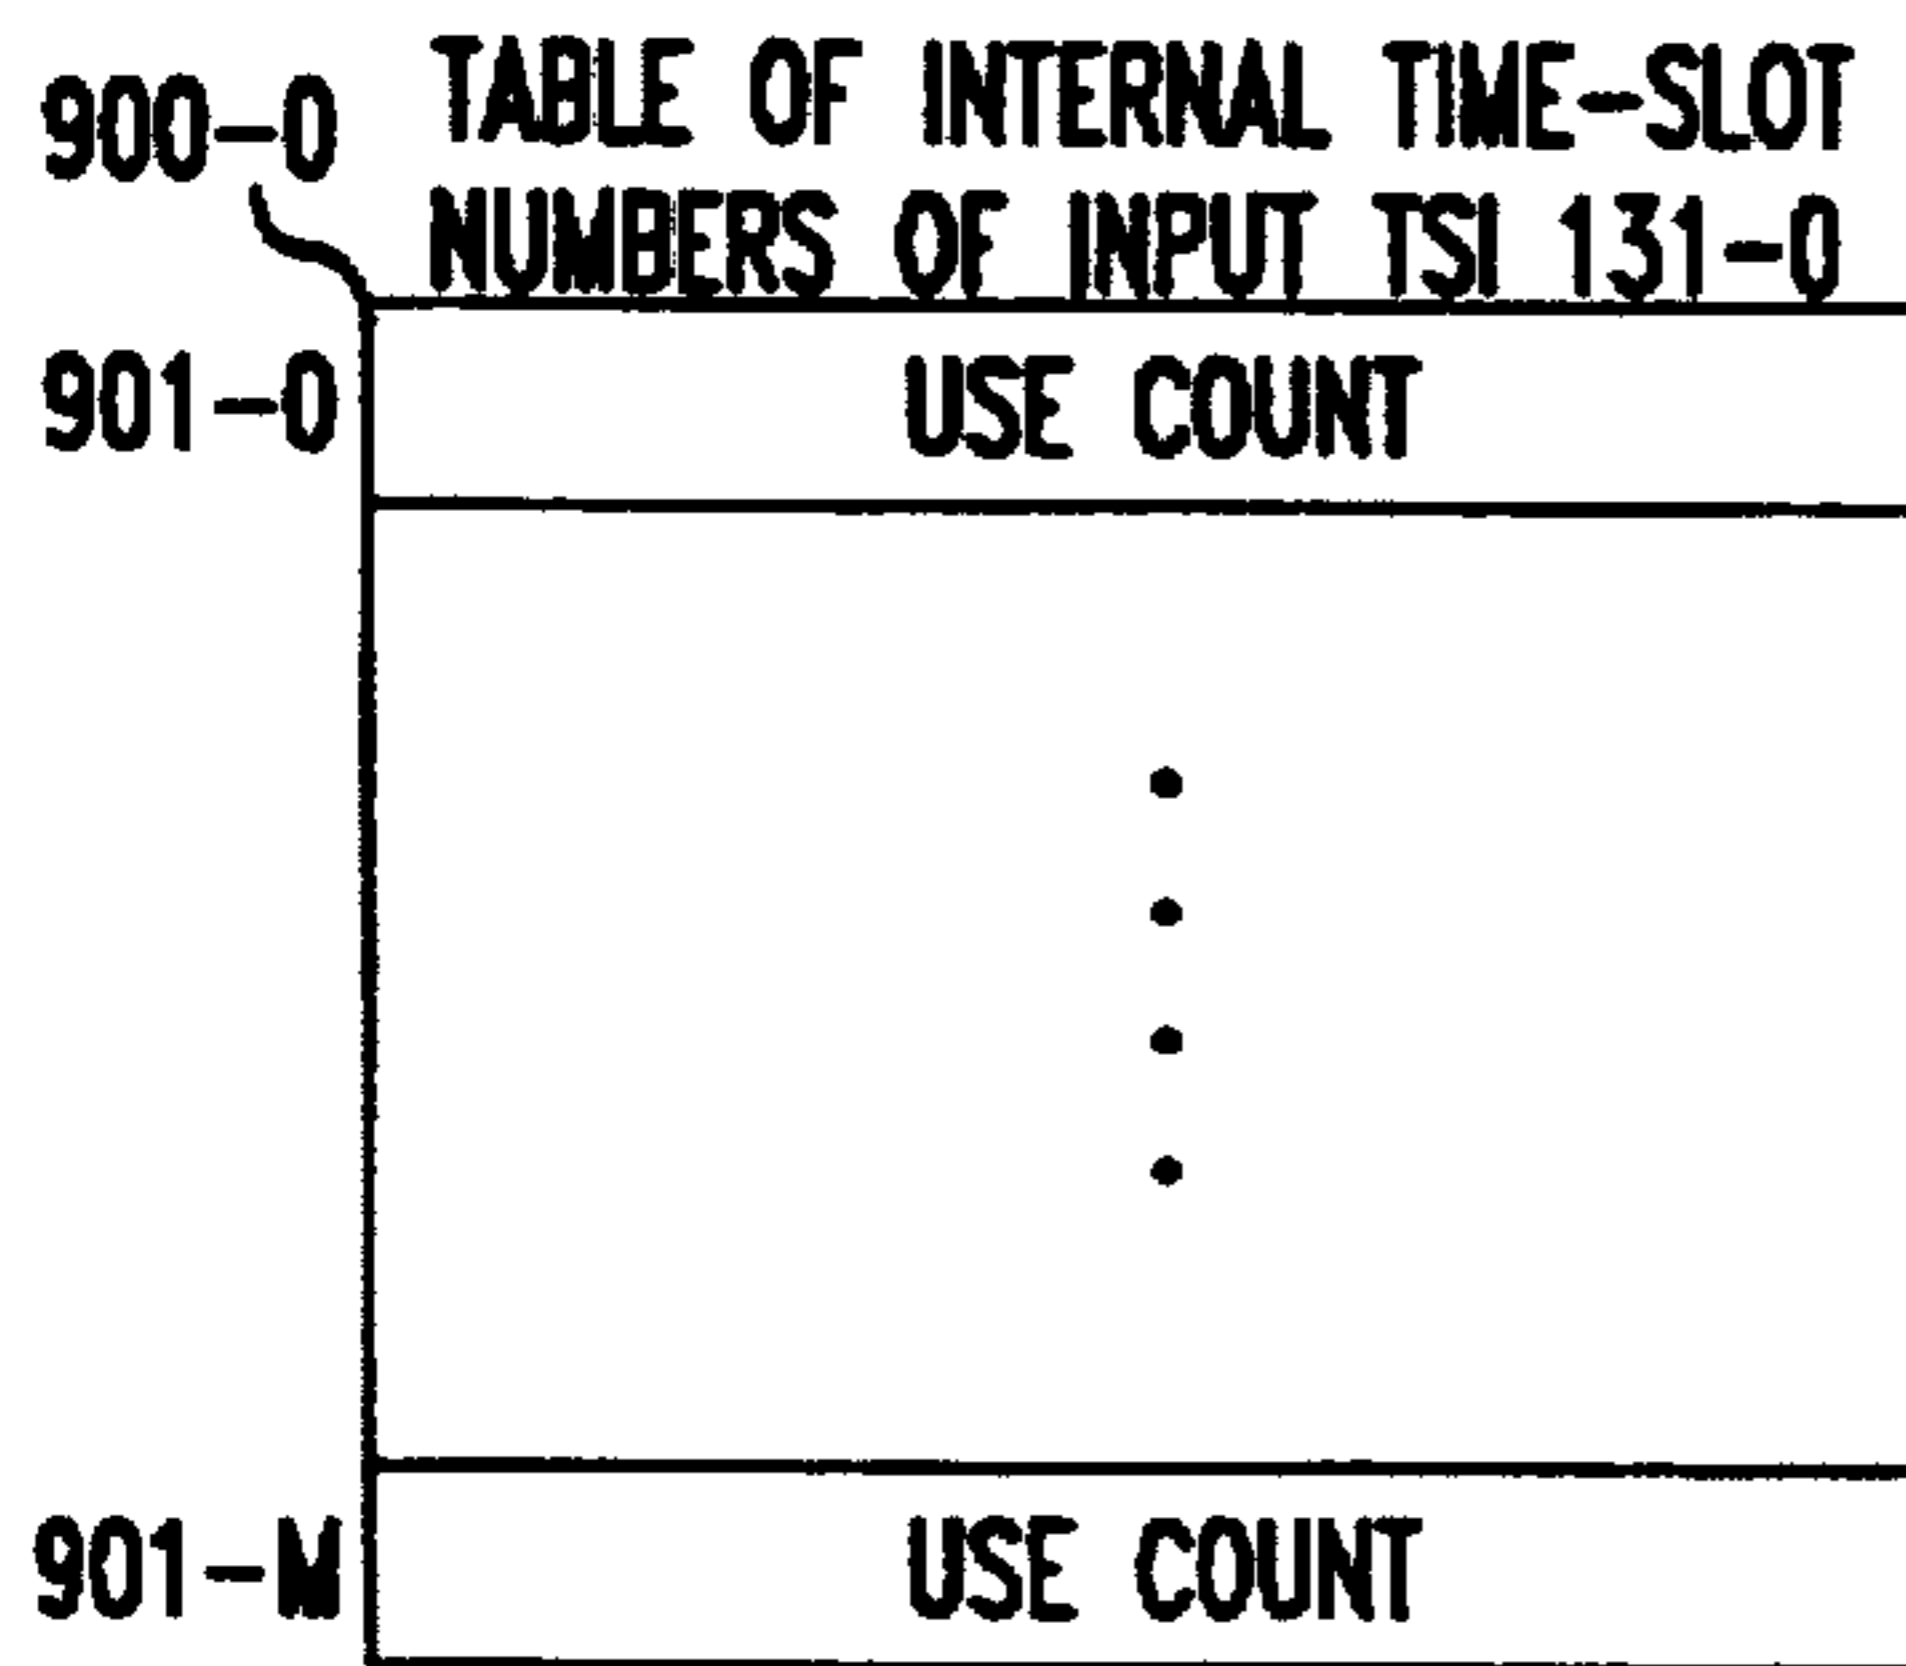 900-0
TABLE OF INTERNAL TIME-SLOT
NUMBERS OF INPUT TSI 131-0
901-0
USE COUNT
901-M
USE COUNT